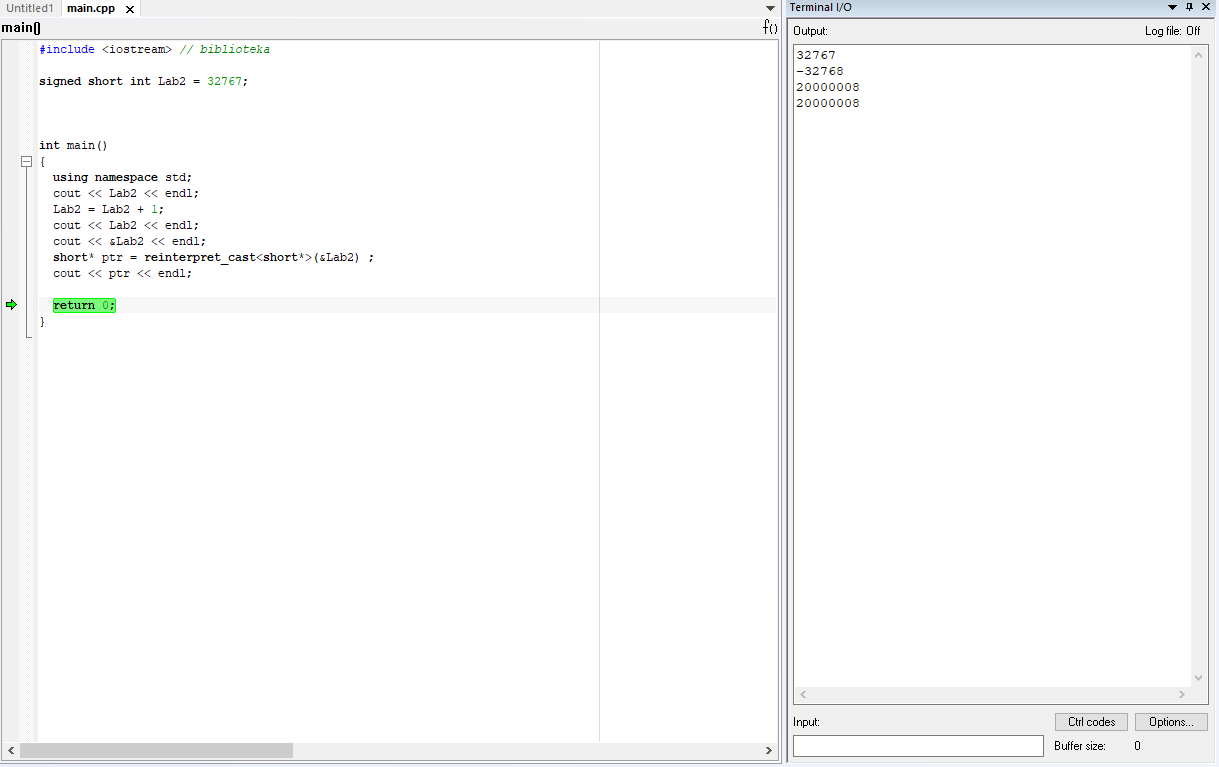 Untitled1 main.cpp
main()
f()
#include <iostream> // biblioteka
signed short int Lab2 = 32767;
int main()
{
using namespace std;
cout << Lab2 << endl;
Lab2 = Lab2 + 1;
cout << Lab2 << endl;
cout << &Lab2 << endl;
short* ptr = reinterpret_cast<short*>(&Lab2) ;
cout << ptr << endl;
return 0;
}
Terminal I/O
Output: Log file: Off
32767
-32768
20000008
20000008
Input: Ctrl codes Options...
Buffer size: 0